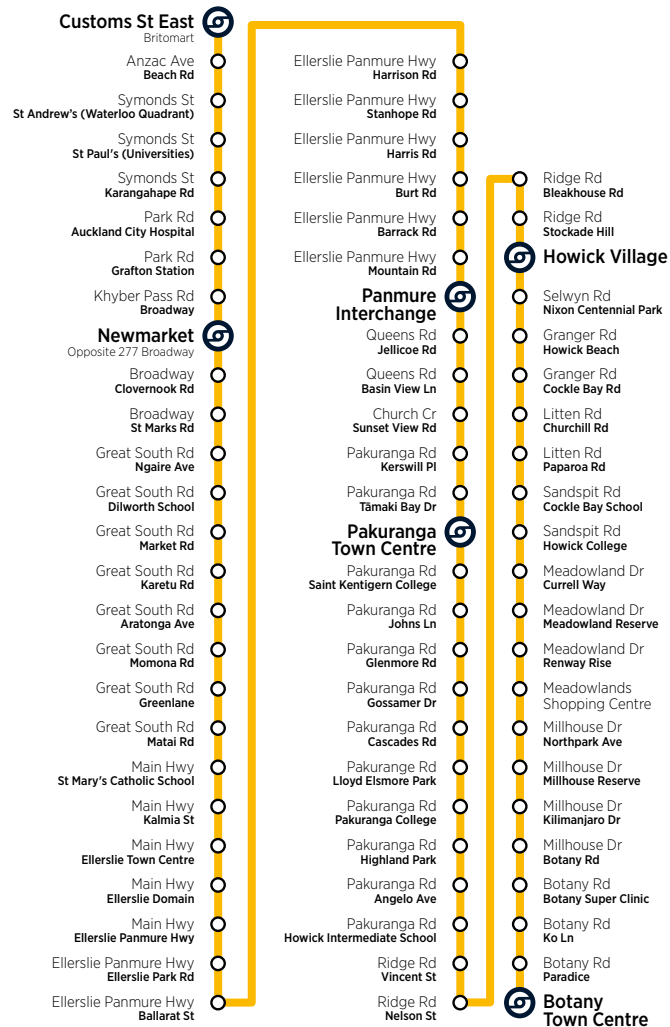 Customs St East
Britomart
Anzac Ave
Beach Rd
Symonds St
St Andrew's (Waterloo Quadrant)
Symonds St
St Paul's (Universities)
Symonds St
Karangahape Rd
Park Rd
Auckland City Hospital
Park Rd
Grafton Station
Khyber Pass Rd
Broadway
Newmarket
Opposite 277 Broadway
Broadway
Clovernook Rd
Broadway
St Marks Rd
Great South Rd
Ngaire Ave
Great South Rd
Dilworth School
Great South Rd
Market Rd
Great South Rd
Karetu Rd
Great South Rd
Aratonga Ave
Great South Rd
Momona Rd
Great South Rd
Greenlane
Great South Rd
Matai Rd
Main Hwy
St Mary's Catholic School
Main Hwy
Kalmia St
Main Hwy
Ellerslie Town Centre
Main Hwy
Ellerslie Domain
Main Hwy
Ellerslie Panmure Hwy
Ellerslie Panmure Hwy
Ellerslie Park Rd
Ellerslie Panmure Hwy
Ballarat St
Ellerslie Panmure Hwy
Harrison Rd
Ellerslie Panmure Hwy
Stanhope Rd
Ellerslie Panmure Hwy
Harris Rd
Ellerslie Panmure Hwy
Burt Rd
Ellerslie Panmure Hwy
Barrack Rd
Ellerslie Panmure Hwy
Mountain Rd
Panmure
Interchange
Queens Rd
Jellicoe Rd
Queens Rd
Basin View Ln
Church Cr
Sunset View Rd
Pakuranga Rd
Kerswill Pl
Pakuranga Rd
Tāmaki Bay Dr
Pakuranga
Town Centre
Pakuranga Rd
Saint Kentigern College
Pakuranga Rd
Johns Ln
Pakuranga Rd
Glenmore Rd
Pakuranga Rd
Gossamer Dr
Pakuranga Rd
Cascades Rd
Pakurange Rd
Lloyd Elsmore Park
Pakuranga Rd
Pakuranga College
Pakuranga Rd
Highland Park
Pakuranga Rd
Angelo Ave
Pakuranga Rd
Howick Intermediate School
Ridge Rd
Vincent St
Ridge Rd
Nelson St
Ridge Rd
Bleakhouse Rd
Ridge Rd
Stockade Hill
Howick Village
Selwyn Rd
Nixon Centennial Park
Granger Rd
Howick Beach
Granger Rd
Cockle Bay Rd
Litten Rd
Churchill Rd
Litten Rd
Paparoa Rd
Sandspit Rd
Cockle Bay School
Sandspit Rd
Howick College
Meadowland Dr
Currell Way
Meadowland Dr
Meadowland Reserve
Meadowland Dr
Renway Rise
Meadowlands
Shopping Centre
Millhouse Dr
Northpark Ave
Millhouse Dr
Millhouse Reserve
Millhouse Dr
Kilimanjaro Dr
Millhouse Dr
Botany Rd
Botany Rd
Botany Super Clinic
Botany Rd
Ko Ln
Botany Rd
Paradice
Botany
Town Centre